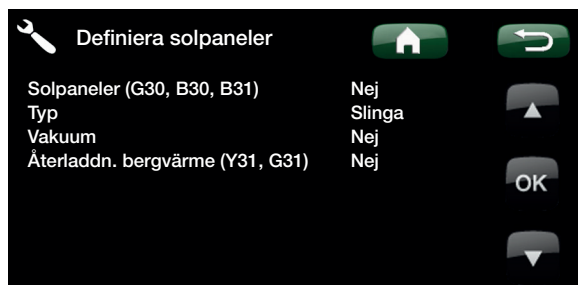 Definiera solpaneler
Solpaneler (G30, B30, B31) Nej
Typ Slinga
Vakuum Nej
Återladdn. bergvärme (Y31, G31) Nej
OK